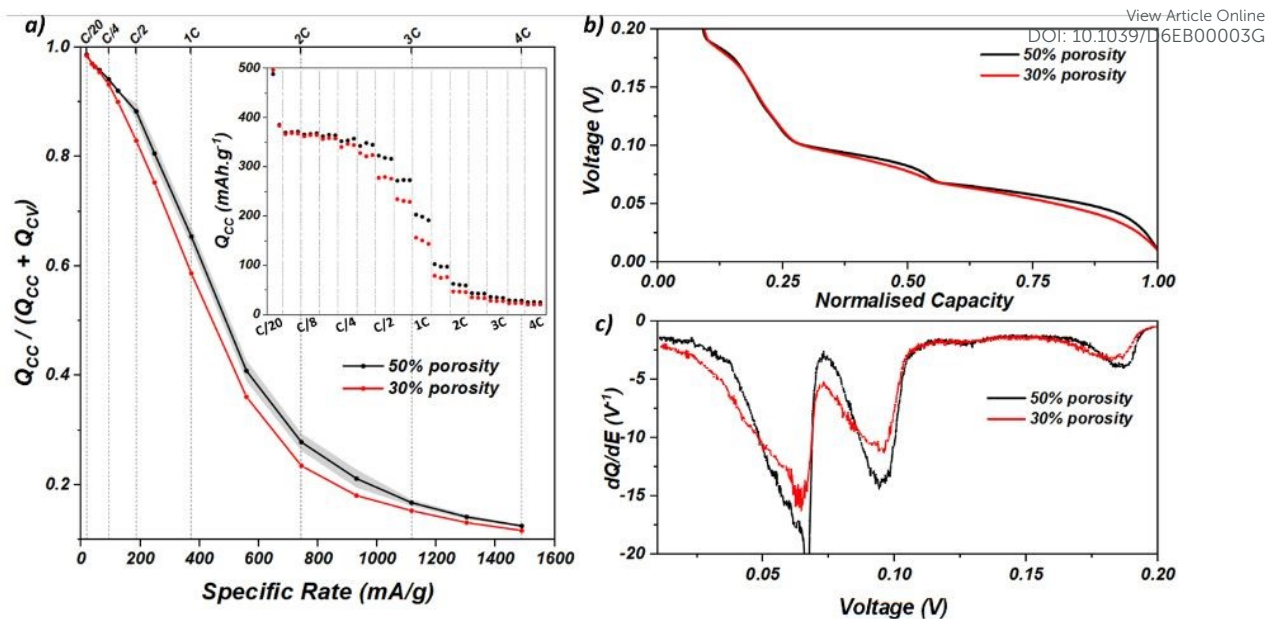 View Article Online
DOI: 10.1039/D6EB00003G
a)
C/20 C/4 C/2 1C 2C 3C 4C
1.0
0.8
0.6
0.4
0.2
Q_CC / (Q_CC + Q_CV)
500
400
300
200
100
0
Q_CC (mAh.g⁻¹)
C/20 C/8 C/4 C/2 1C 2C 3C 4C
50% porosity
30% porosity
0 200 400 600 800 1000 1200 1400 1600
Specific Rate (mA/g)
b)
0.20
0.15
0.10
0.05
0.00
Voltage (V)
50% porosity
30% porosity
0.00 0.25 0.50 0.75 1.00
Normalised Capacity
c)
0
-5
-10
-15
-20
dQ/dE (V⁻¹)
50% porosity
30% porosity
0.05 0.10 0.15 0.20
Voltage (V)